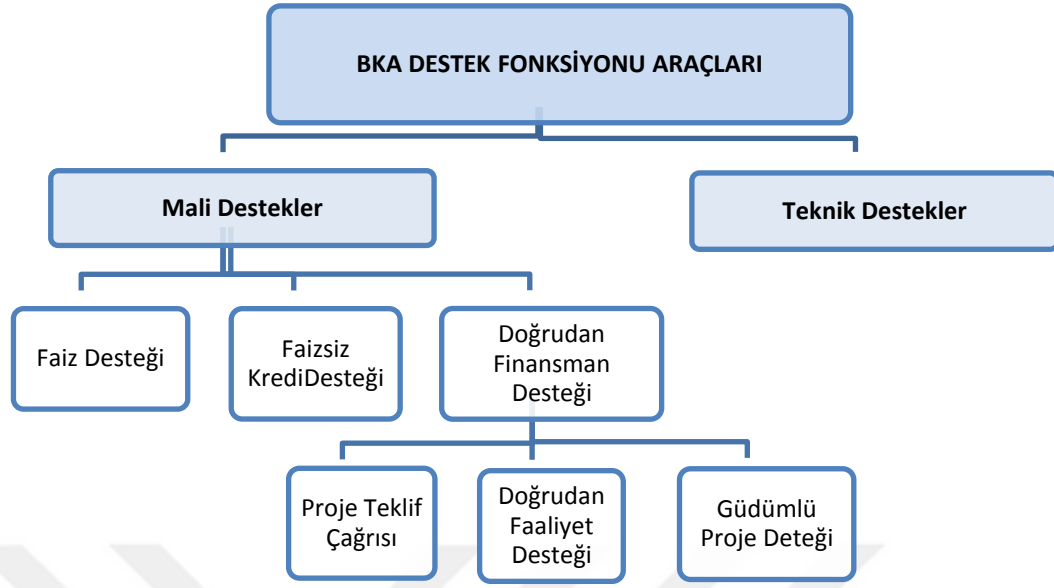 BKA DESTEK FONKSİYONU ARAÇLARI
Mali Destekler
Teknik Destekler
Faiz Desteği
Faizsiz
KrediDesteği
Doğrudan
Finansman
Desteği
Proje Teklif
Çağrısı
Doğrudan
Faaliyet
Desteği
Güdümlü
Proje Deteği